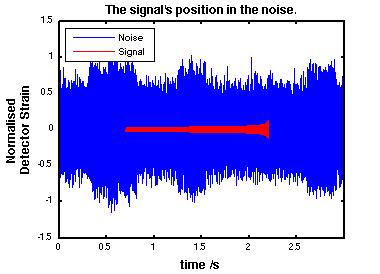 The signal's position in the noise.
Noise
Signal
Normalised
Detector Strain
1.5
1
0.5
0
-0.5
-1
-1.5
0 0.5 1 1.5 2 2.5
time /s